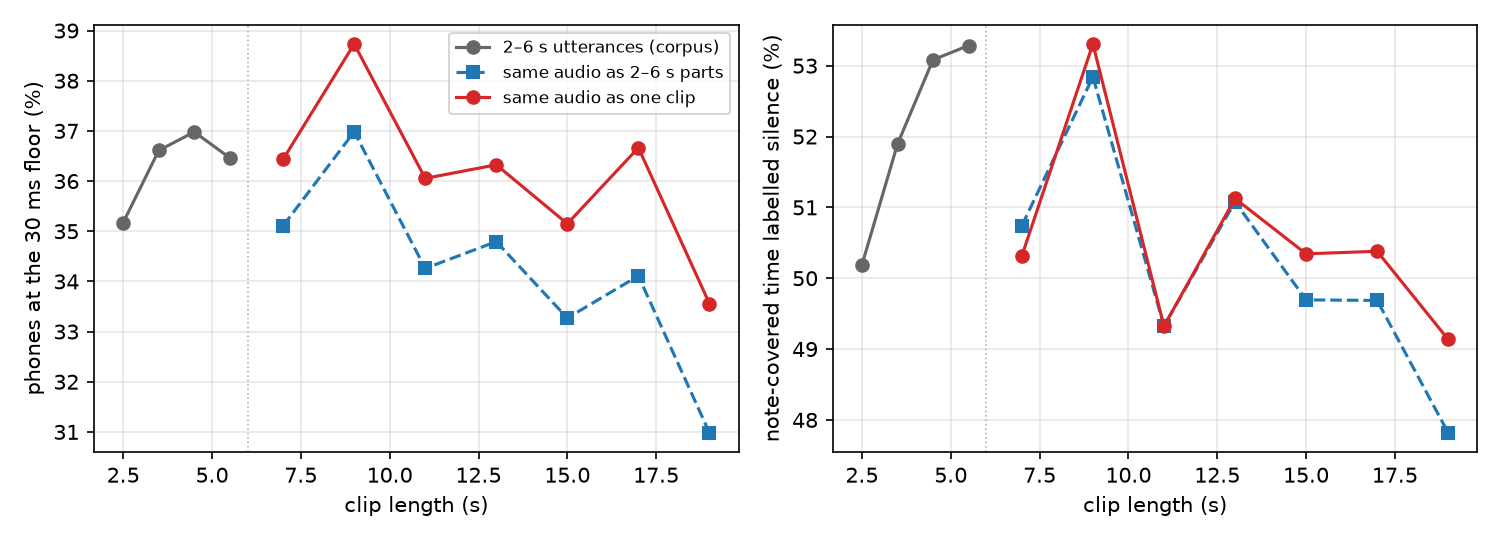 phones at the 30 ms floor (%)
39
38
37
36
35
34
33
32
31
2–6 s utterances (corpus)
same audio as 2–6 s parts
same audio as one clip
2.5 5.0 7.5 10.0 12.5 15.0 17.5
clip length (s)
note-covered time labelled silence (%)
53
52
51
50
49
48
2.5 5.0 7.5 10.0 12.5 15.0 17.5
clip length (s)